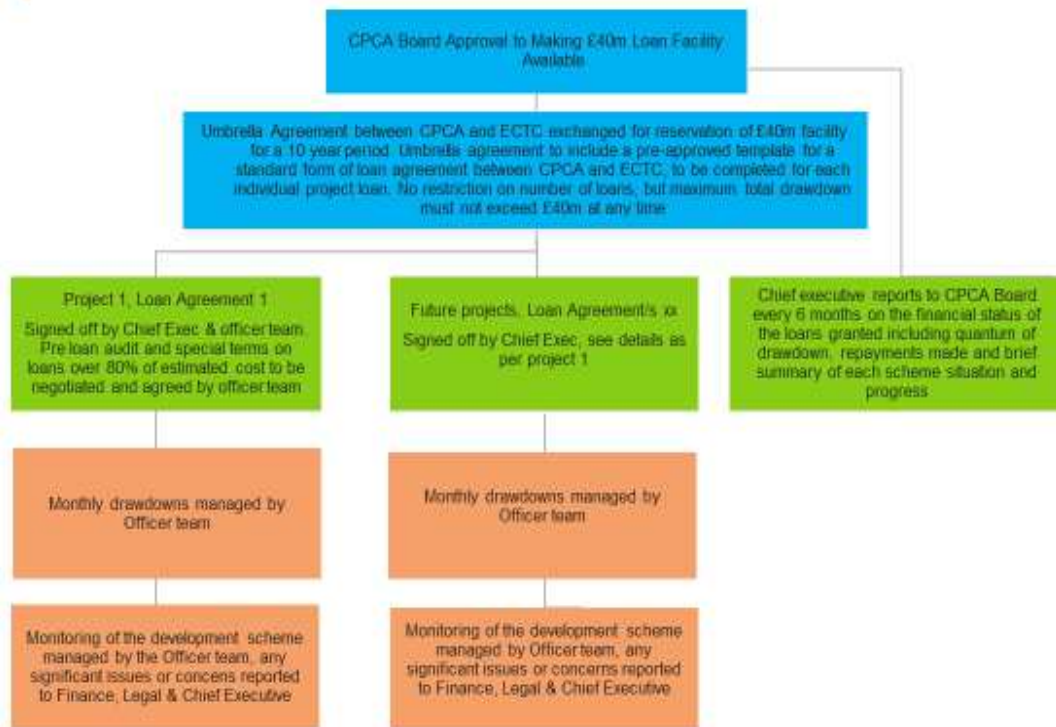 CPCA Board Approval to Making £40m Loan Facility
Available
Umbrella Agreement between CPCA and ECTC exchanged for reservation of £40m facility
for a 10 year period. Umbrella agreement to include a pre-approved template for a
standard form of loan agreement between CPCA and ECTC, to be completed for each
individual project loan. No restriction on number of loans, but maximum total drawdown
must not exceed £40m at any time
Project 1, Loan Agreement 1
Signed off by Chief Exec & officer team.
Pre loan audit and special terms on
loans over 80% of estimated cost to be
negotiated and agreed by officer team
Future projects, Loan Agreement/s xx
Signed off by Chief Exec, see details as
per project 1
Chief executive reports to CPCA Board
every 6 months on the financial status of
the loans granted including quantum of
drawdown, repayments made and brief
summary of each scheme situation and
progress
Monthly drawdowns managed by
Officer team
Monthly drawdowns managed by
Officer team
Monitoring of the development scheme
managed by the Officer team, any
significant issues or concens reported
to Finance, Legal & Chief Executive
Monitoring of the development scheme
managed by Officer team, any
significant issues or concerns reported
to Finance, Legal & Chief Executive